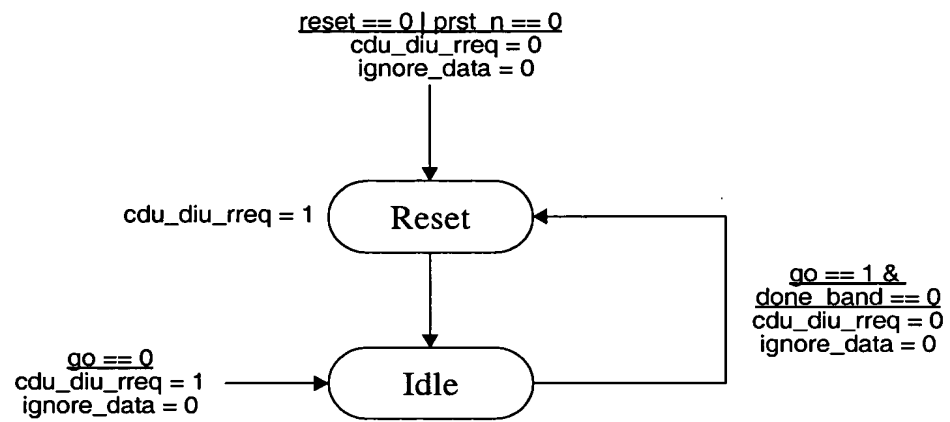 reset == 0 | prst_n == 0
cdu_diu_rreq = 0
ignore_data = 0
cdu_diu_rreq = 1
Reset
go == 1 &
done_band == 0
cdu_diu_rreq = 0
ignore_data = 0
go == 0
cdu_diu_rreq = 1
ignore_data = 0
Idle